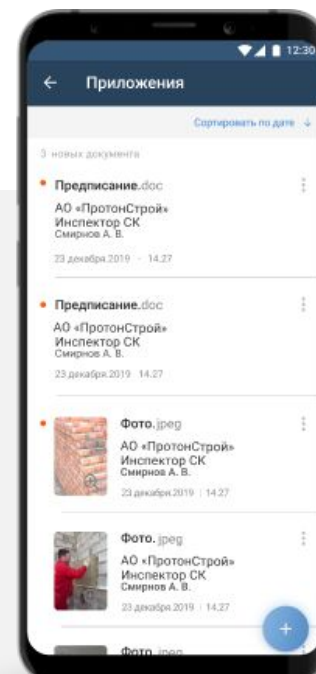 12:30
← Приложения
Сортировать по дате ↓
3 новых документа
Предписание.doc
АО «ПротонСтрой»
Инспектор СК
Смирнов А. В.
23 декабря 2019 - 14.27
Предписание.doc
АО «ПротонСтрой»
Инспектор СК
Смирнов А. В.
23 декабря 2019 14.27
Фото.jpeg
АО «ПротонСтрой»
Инспектор СК
Смирнов А. В.
23 декабря 2019 | 14.27
Фото.jpeg
АО «ПротонСтрой»
Инспектор СК
Смирнов А. В.
23 декабря 2019 | 14.27
+
Фото.jpeg